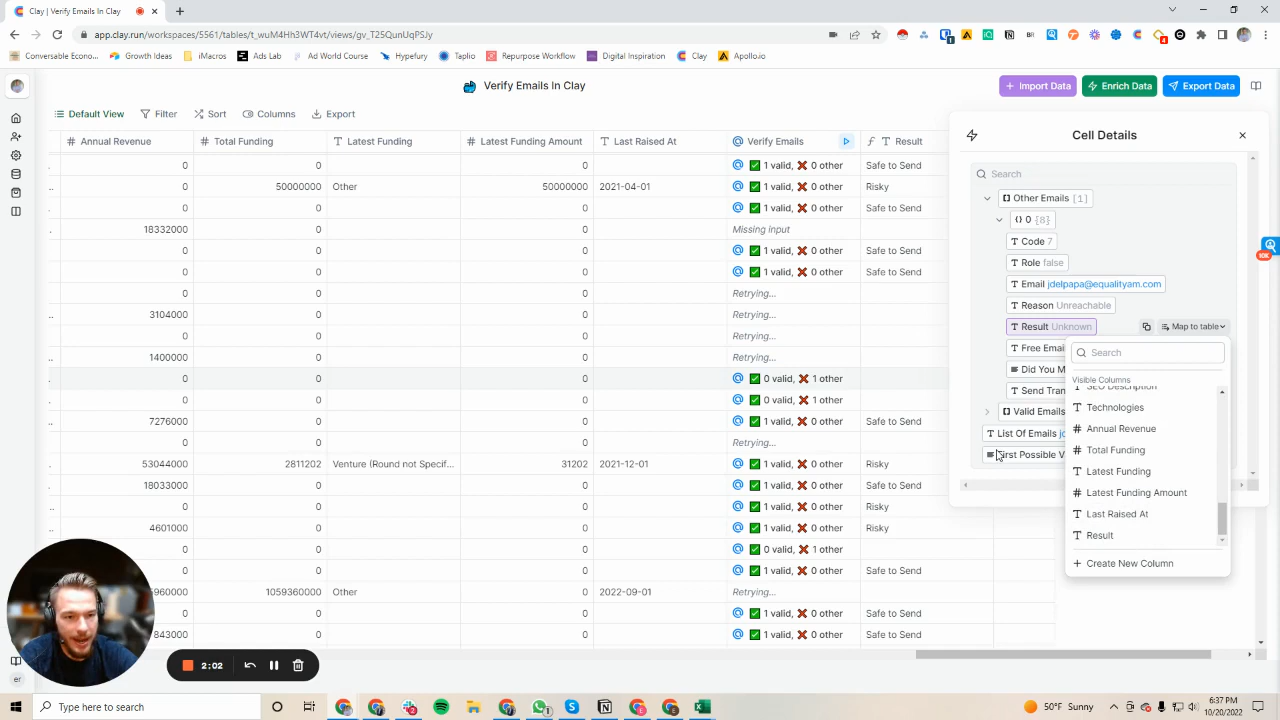 Clay | Verify Emails In Clay
app.clay.run/workspaces/5561/tables/t_wuM4Hh3WT4vt/views/gv_T25QunUqPSJy
Conversable Econo... Growth Ideas iMacros Ads Lab Ad World Course Hypefury Taplio Repurpose Workflow Digital Inspiration Clay Apollo.io
Verify Emails In Clay
Import Data Enrich Data Export Data
Default View Filter Sort Columns Export
Cell Details
Annual Revenue Total Funding Latest Funding Latest Funding Amount Last Raised At Verify Emails Result
0 0 0 1 valid, 0 other Safe to Send
0 50000000 Other 50000000 2021-04-01 1 valid, 0 other Risky
0 0 0 1 valid, 0 other Safe to Send
18332000 0 0 Missing input
0 0 0 1 valid, 0 other Safe to Send
0 0 0 1 valid, 0 other Safe to Send
0 0 0 Retrying...
3104000 0 0 Retrying...
0 0 0 Retrying...
1400000 0 0 Retrying...
0 0 0 0 valid, 1 other
0 0 0 0 valid, 1 other
7276000 0 0 1 valid, 0 other Safe to Send
0 0 0 Retrying...
53044000 2811202 Venture (Round not Specif... 31202 2021-12-01 1 valid, 0 other Risky
18033000 0 0 1 valid, 0 other Safe to Send
0 0 0 1 valid, 0 other Risky
4601000 0 0 1 valid, 0 other Risky
0 0 0 0 valid, 1 other
0 0 0 1 valid, 0 other Safe to Send
960000 1059360000 Other 0 2022-09-01 Retrying...
0 0 0 1 valid, 0 other Safe to Send
843000 0 0 1 valid, 0 other Safe to Send
Search
Other Emails [1]
0 {8}
Code 7
Role false
Email jdelpapa@equalityam.com
Reason Unreachable
Result Unknown Map to table
Free Emai
Did You M
Send Tran
Valid Emails
List Of Emails
First Possible V
Search
Visible Columns
SEO Description
Technologies
Annual Revenue
Total Funding
Latest Funding
Latest Funding Amount
Last Raised At
Result
+ Create New Column
10K
2:02
er
Type here to search
50°F Sunny
6:37 PM
10/20/2022